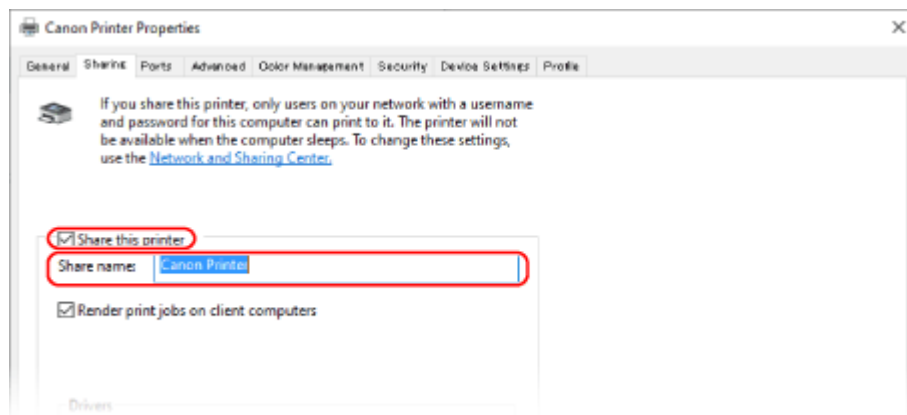 Canon Printer Properties
General Sharing Ports Advanced Color Management Security Device Settings Profile
If you share this printer, only users on your network with a username
and password for this computer can print to it. The printer will not
be available when the computer sleeps. To change these settings,
use the Network and Sharing Center.
Share this printer
Share name: Canon Printer
Render print jobs on client computers
Drivers